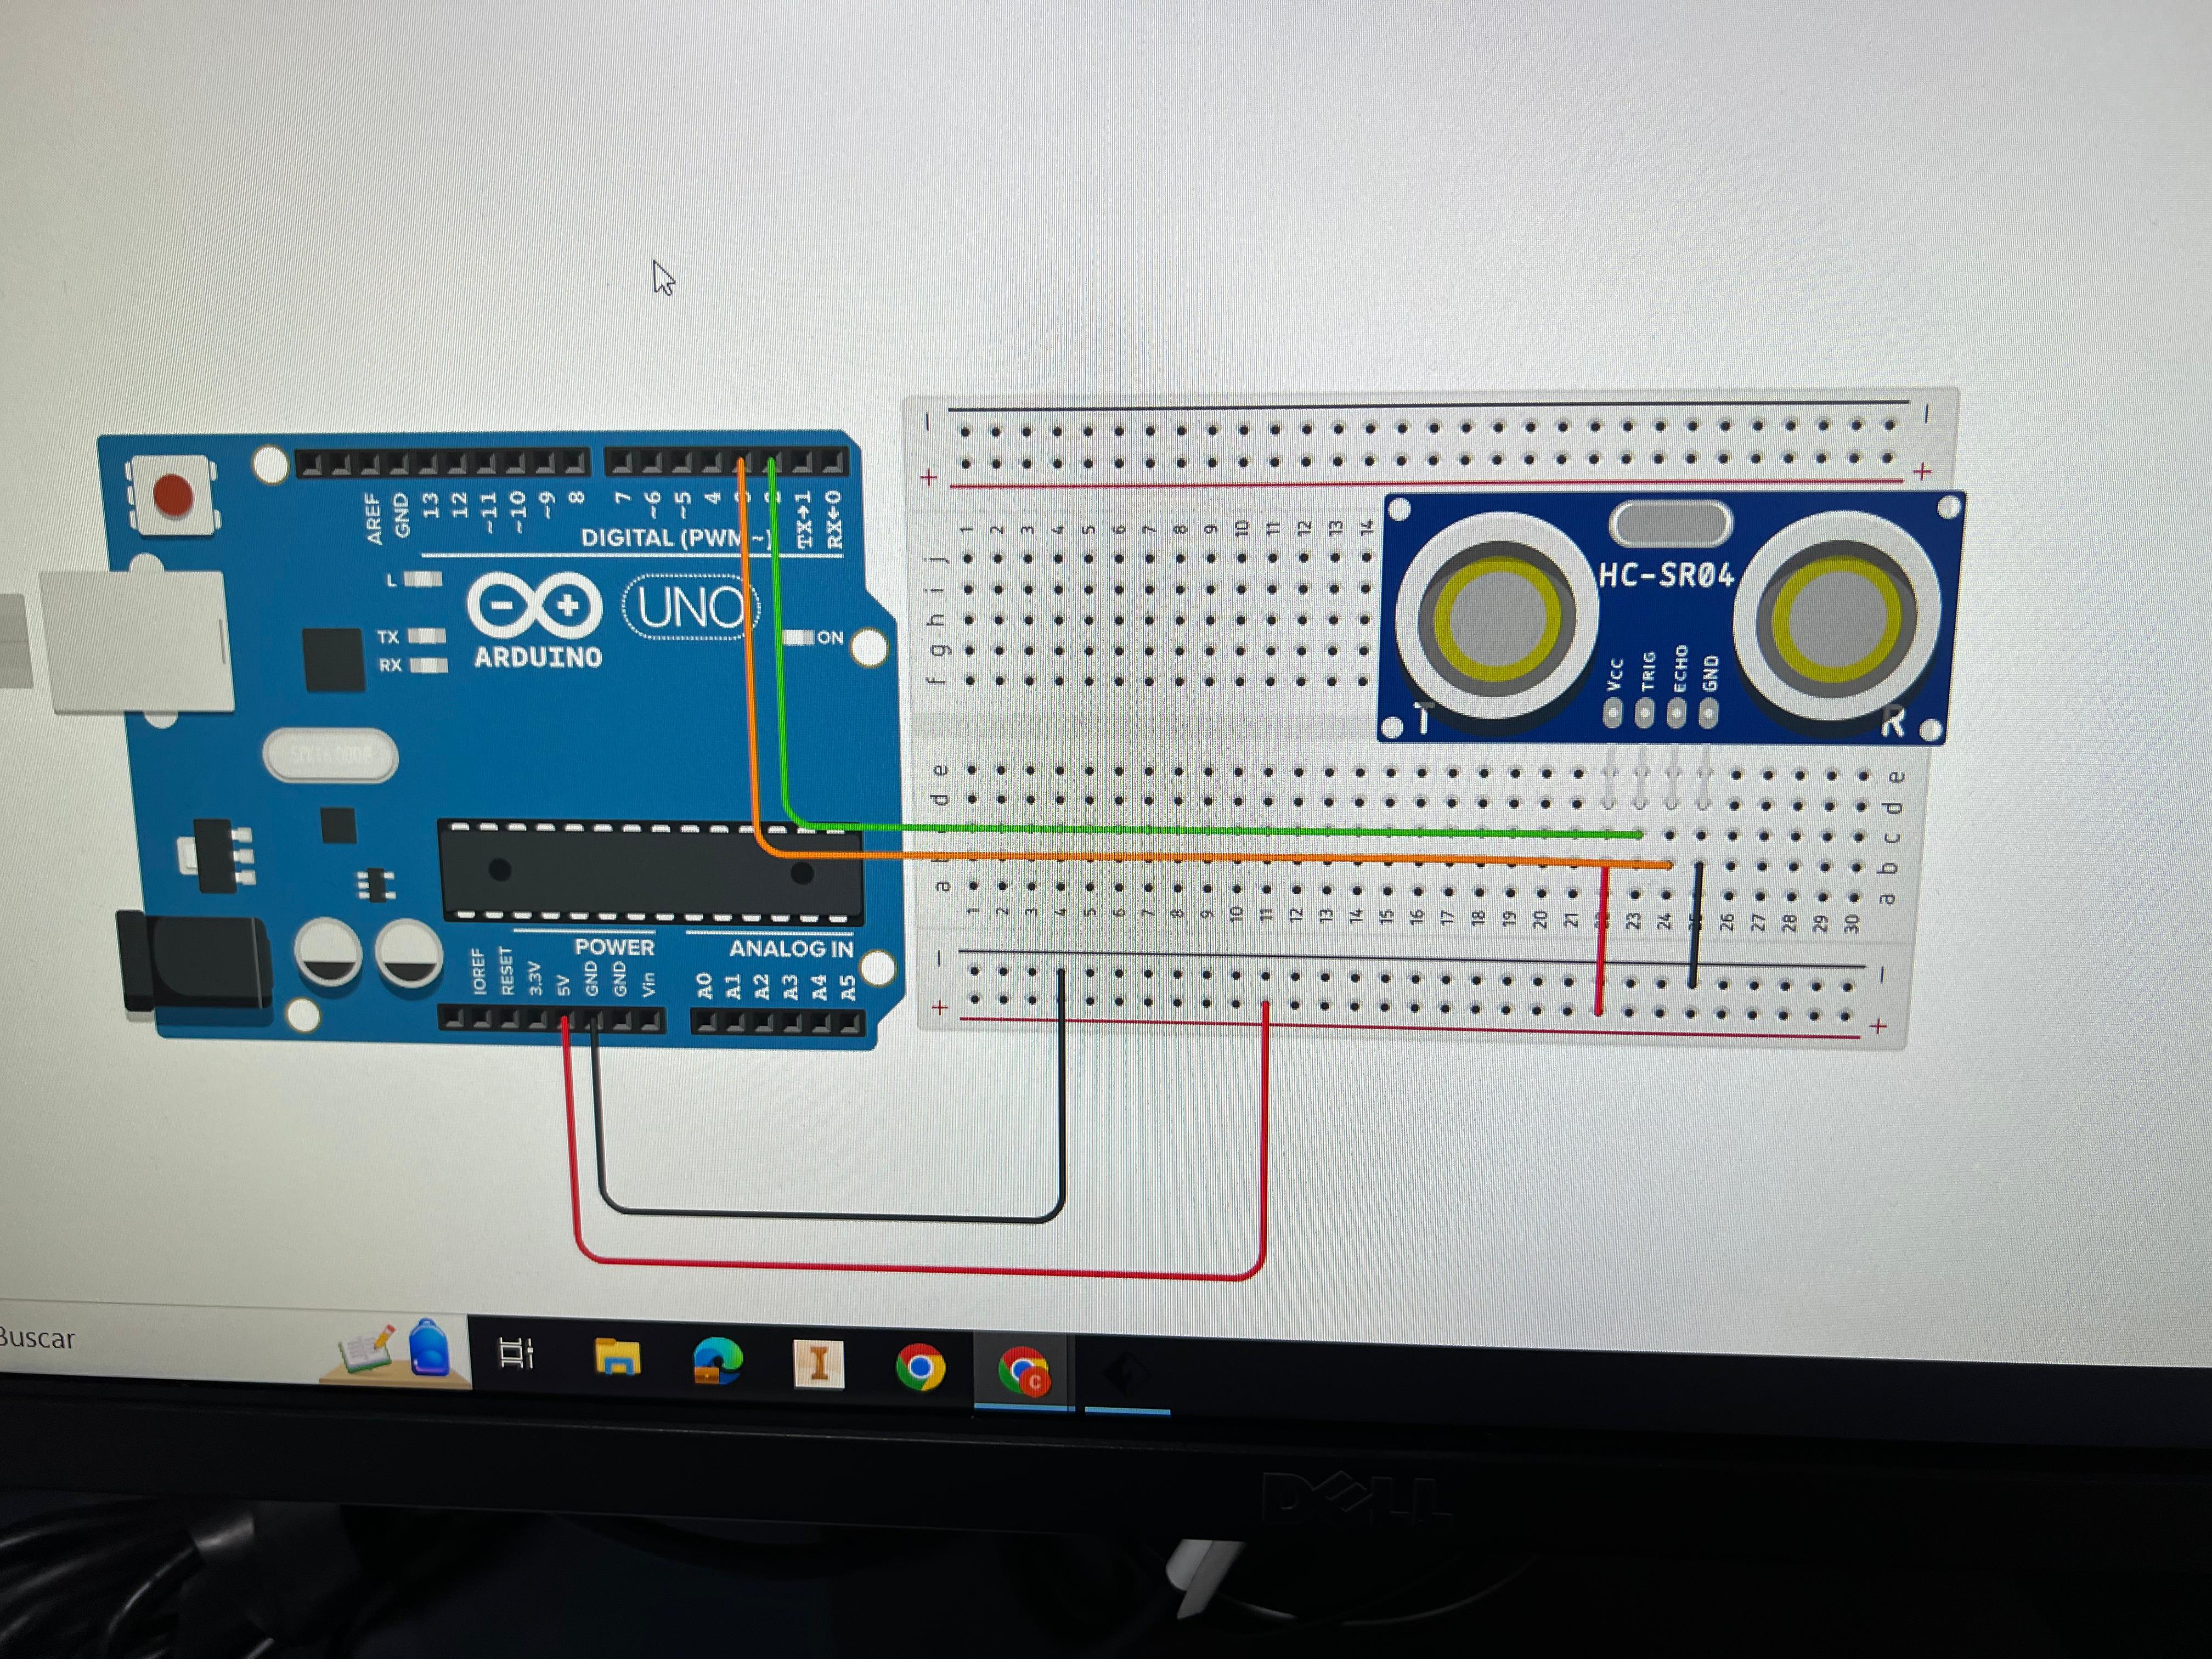 AREF
GND
13
12
~11
~10
~9
8
7
~6
~5
4
TX→1
RX←0
DIGITAL (PWM ~)
L
TX
RX
ARDUINO
UNO
ON
IOREF
RESET
3.3V
5V
GND
GND
Vin
POWER
ANALOG IN
A0
A1
A2
A3
A4
A5
− −
+ +
1 2 3 4 5 6 7 8 9 10 11 12 13 14
j
i
h
g
f
HC-SR04
VCC
TRIG
ECHO
GND
T
R
e e
d d
c
b
a a
1 2 3 4 5 6 7 8 9 10 11 12 13 14 15 16 17 18 19 20 21 23 24 26 27 28 29 30
− −
+ +
Buscar
C
DELL